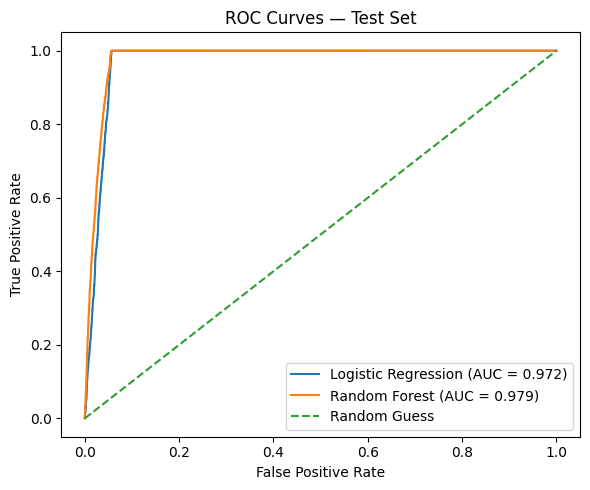 ROC Curves — Test Set
True Positive Rate
1.0
0.8
0.6
0.4
0.2
0.0
Logistic Regression (AUC = 0.972)
Random Forest (AUC = 0.979)
Random Guess
0.0 0.2 0.4 0.6 0.8 1.0
False Positive Rate